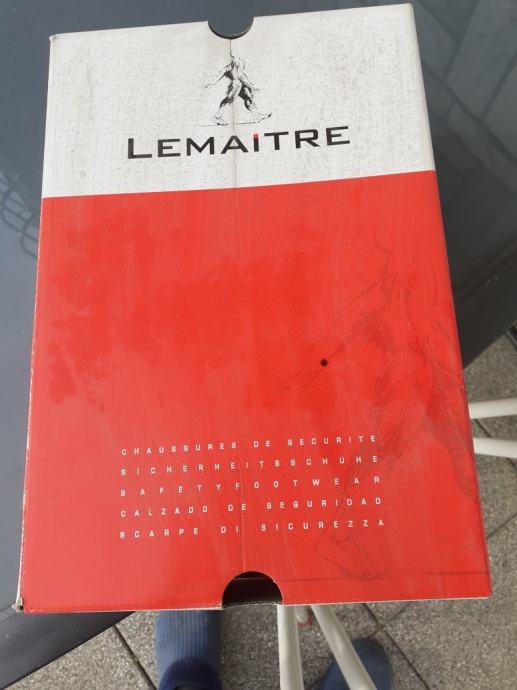 LEMAiTRE
CHAUSSURES DE SECURITE
SICHERHEITSSCHUHE
SAFETYFOOTWEAR
CALZADO DE SEGURIDAD
SCARPE DI SICUREZZA